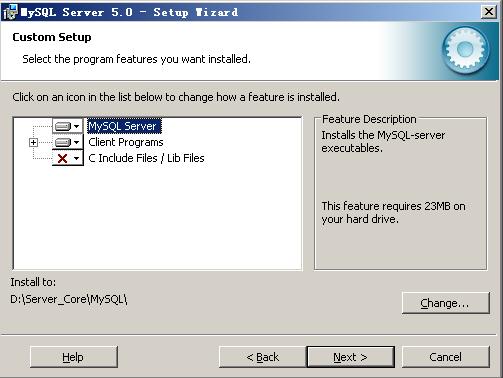 MySQL Server 5.0 - Setup Wizard
Custom Setup
Select the program features you want installed.
Click on an icon in the list below to change how a feature is installed.
MySQL Server
Client Programs
C Include Files / Lib Files
Feature Description
Installs the MySQL-server
executables.
This feature requires 23MB on
your hard drive.
Install to:
D:\Server_Core\MySQL\
Change...
Help
< Back
Next >
Cancel